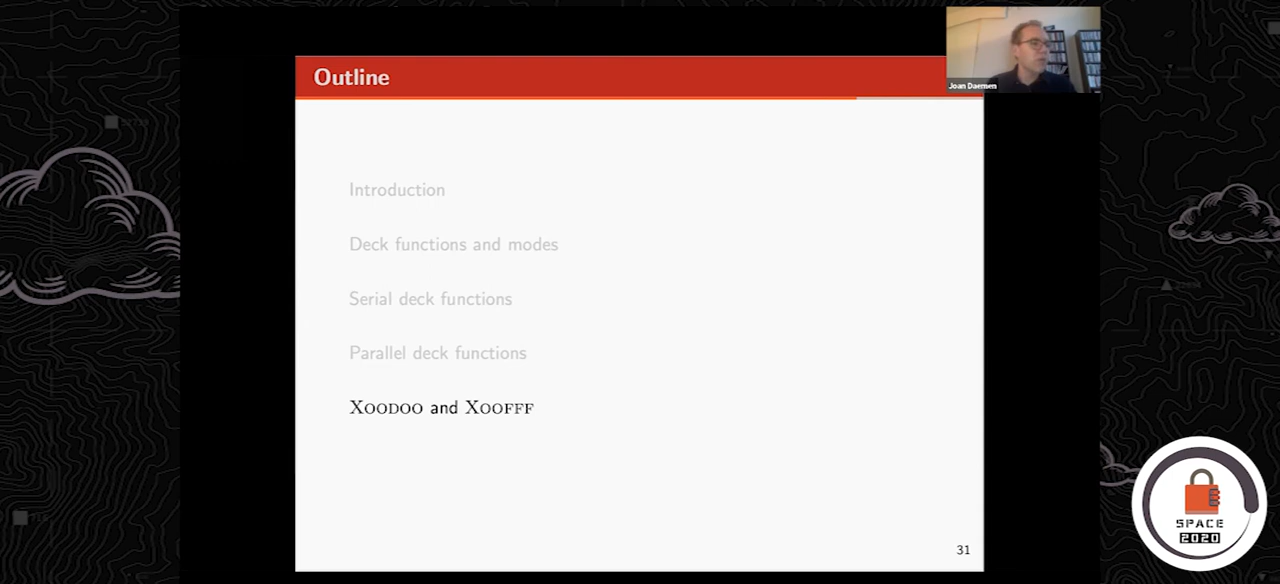 Outline
Joan Daemen
Introduction
Deck functions and modes
Serial deck functions
Parallel deck functions
XOODOO and XOOFFF
31
SPACE
2020